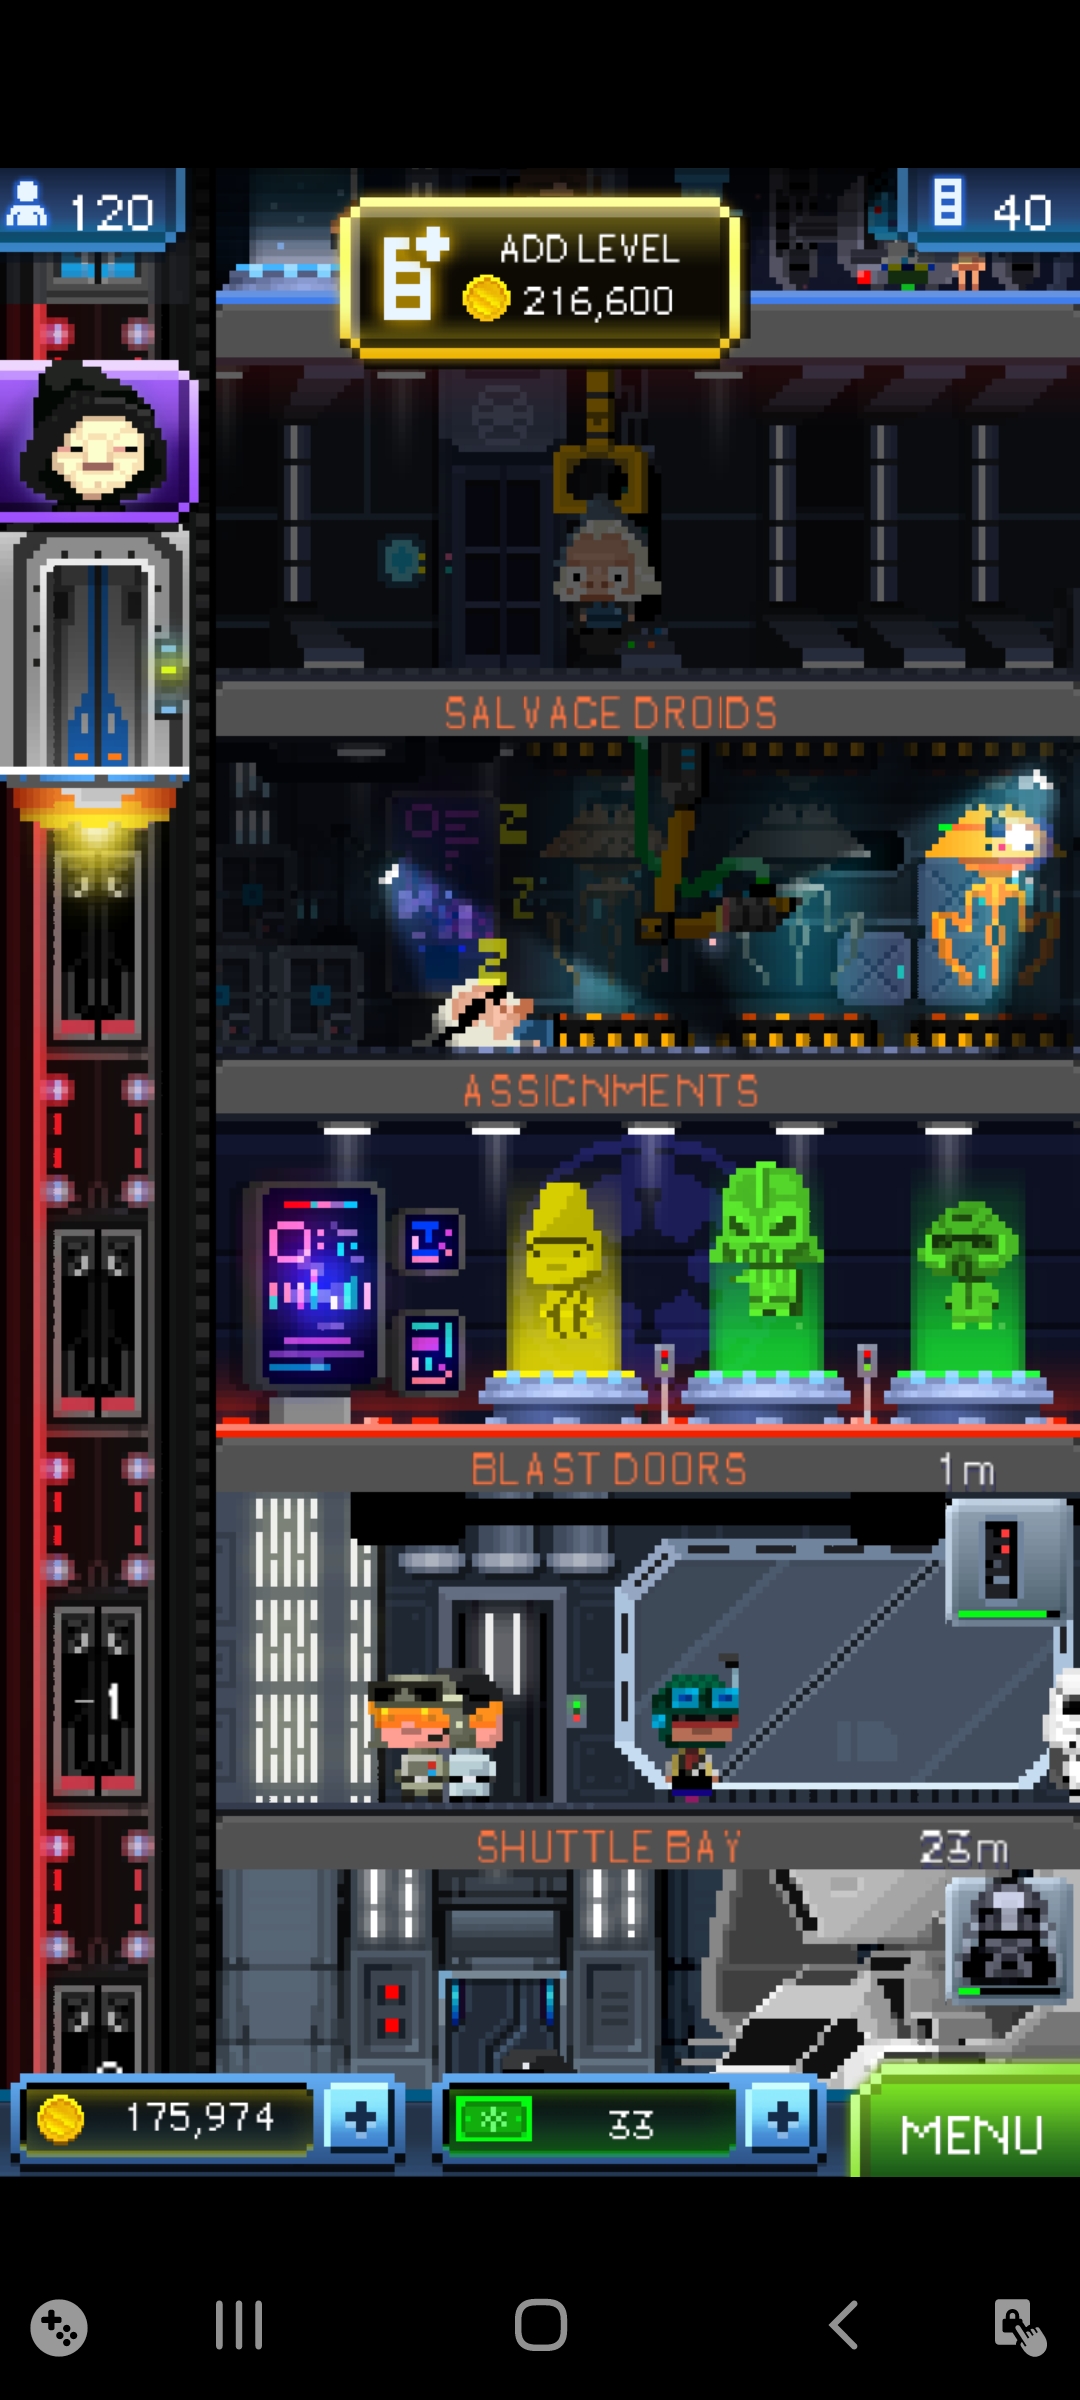 120
40
ADD LEVEL
216,600
SALVAGE DROIDS
Z
Z
Z
ASSIGNMENTS
BLAST DOORS
1m
-1
SHUTTLE BAY
23m
175,974
33
MENU